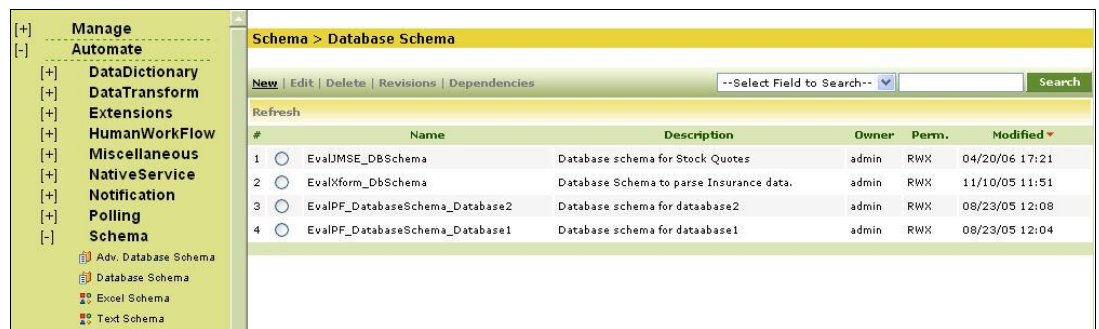 [+] Manage
[-] Automate
[+] DataDictionary
[+] DataTransform
[+] Extensions
[+] HumanWorkFlow
[+] Miscellaneous
[+] NativeService
[+] Notification
[+] Polling
[-] Schema
Adv. Database Schema
Database Schema
Excel Schema
Text Schema
Schema > Database Schema
New | Edit | Delete | Revisions | Dependencies --Select Field to Search-- Search
Refresh
# Name Description Owner Perm. Modified
1 EvalJMSE_DBSchema Database schema for Stock Quotes admin RWX 04/20/06 17:21
2 EvalXform_DbSchema Database Schema to parse Insurance data. admin RWX 11/10/05 11:51
3 EvalPF_DatabaseSchema_Database2 Database schema for dataabase2 admin RWX 08/23/05 12:08
4 EvalPF_DatabaseSchema_Database1 Database schema for dataabase1 admin RWX 08/23/05 12:04